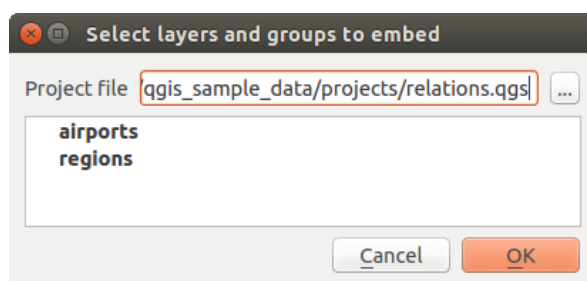 Select layers and groups to embed
Project file /qgis_sample_data/projects/relations.qgs ...
airports
regions
Cancel OK